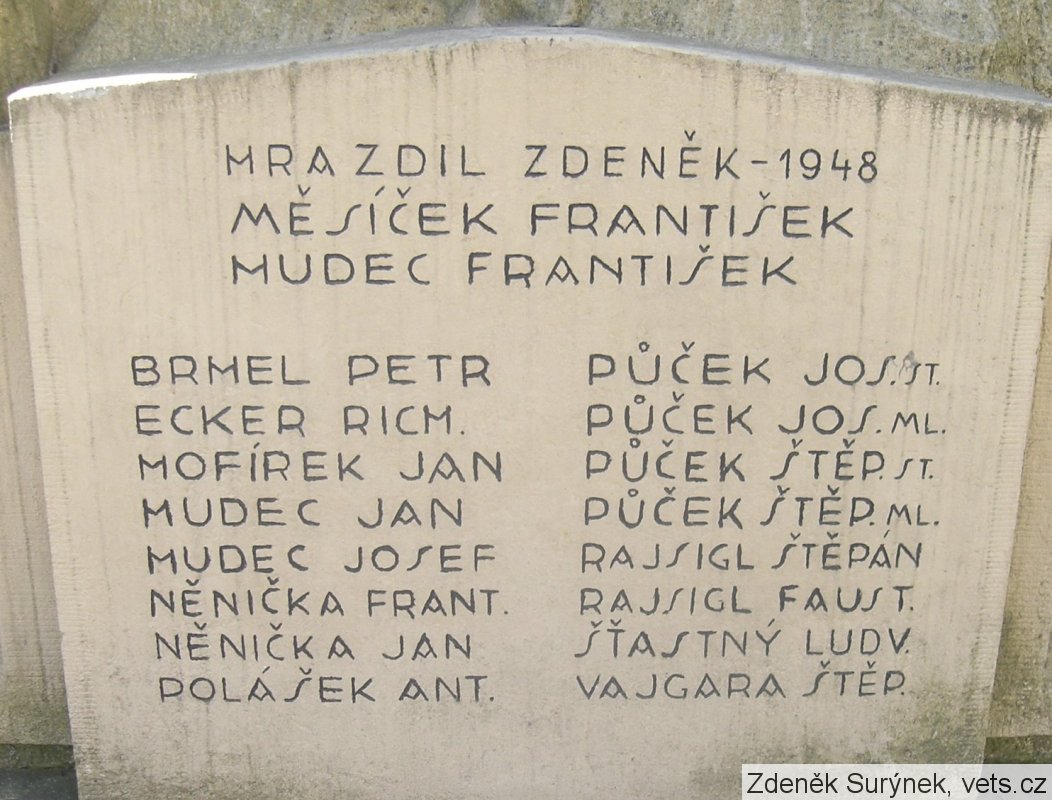 HRAZDIL ZDENĚK - 1948
MĚSÍČEK FRANTIŠEK
MUDEC FRANTIŠEK
BRMEL PETR
ECKER RICH.
MOFÍREK JAN
MUDEC JAN
MUDEC JOSEF
NĚNIČKA FRANT.
NĚNIČKA JAN
POLÁŠEK ANT.
PŮČEK JOS. ST.
PŮČEK JOS. ML.
PŮČEK ŠTĚP. ST.
PŮČEK ŠTĚP. ML.
RAJSIGL ŠTĚPÁN
RAJSIGL FAUST.
ŠŤASTNÝ LUDV.
VAJGARA ŠTĚP.
Zdeněk Surýnek, vets.cz